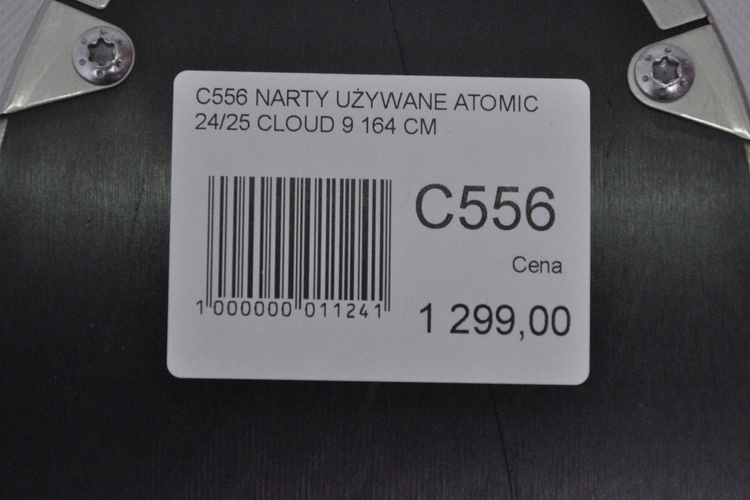 C556 NARTY UŻYWANE ATOMIC
24/25 CLOUD 9 164 CM
C556
Cena
1 299,00
1 000000 011241